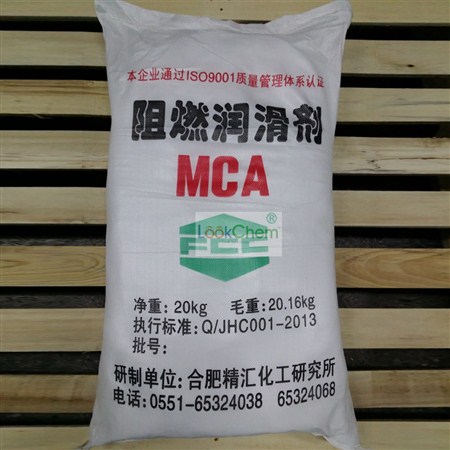 本企业通过ISO9001质量管理体系认证
阻燃润滑剂
MCA
®
LookChem
FCC
净重:20kg 毛重:20.16kg
执行标准:Q/JHC001-2013
批号:
研制单位:合肥精汇化工研究所
电话:0551-65324038 65324068